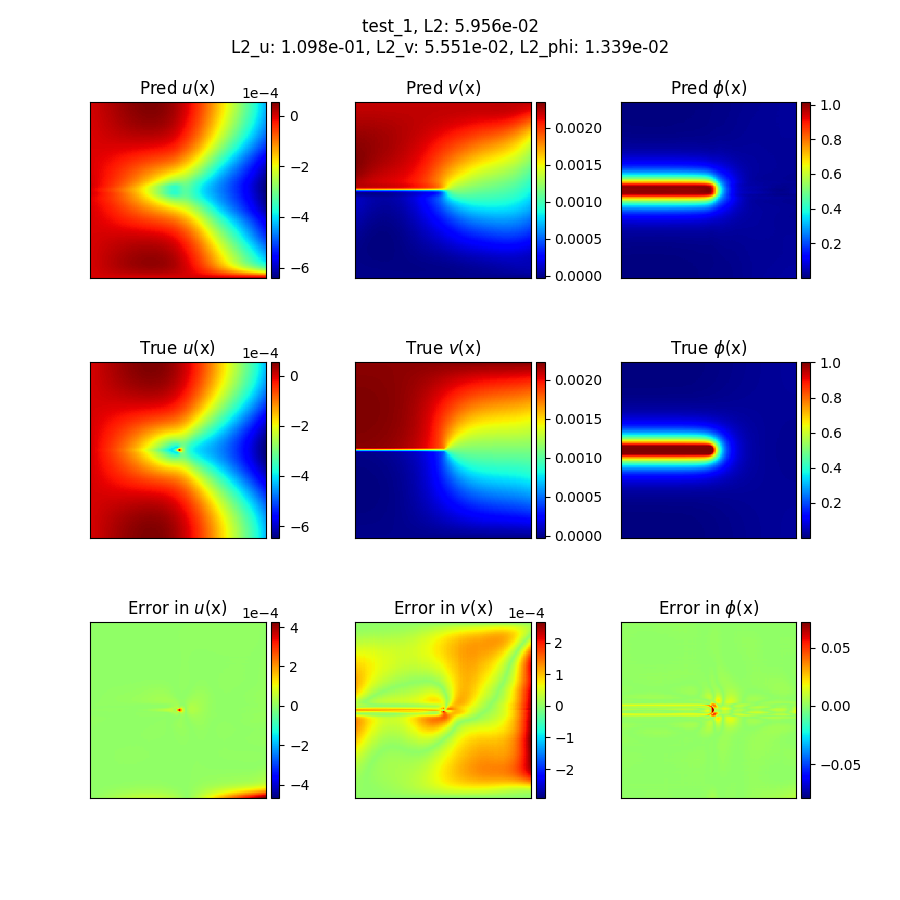 test_1, L2: 5.956e-02
L2_u: 1.098e-01, L2_v: 5.551e-02, L2_phi: 1.339e-02
Pred u(x)
1e−4
0
−2
−4
−6
Pred v(x)
0.0020
0.0015
0.0010
0.0005
0.0000
Pred ϕ(x)
1.0
0.8
0.6
0.4
0.2
True u(x)
1e−4
0
−2
−4
−6
True v(x)
0.0020
0.0015
0.0010
0.0005
0.0000
True ϕ(x)
1.0
0.8
0.6
0.4
0.2
Error in u(x)
1e−4
4
2
0
−2
−4
Error in v(x)
1e−4
2
1
0
−1
−2
Error in ϕ(x)
0.05
0.00
−0.05